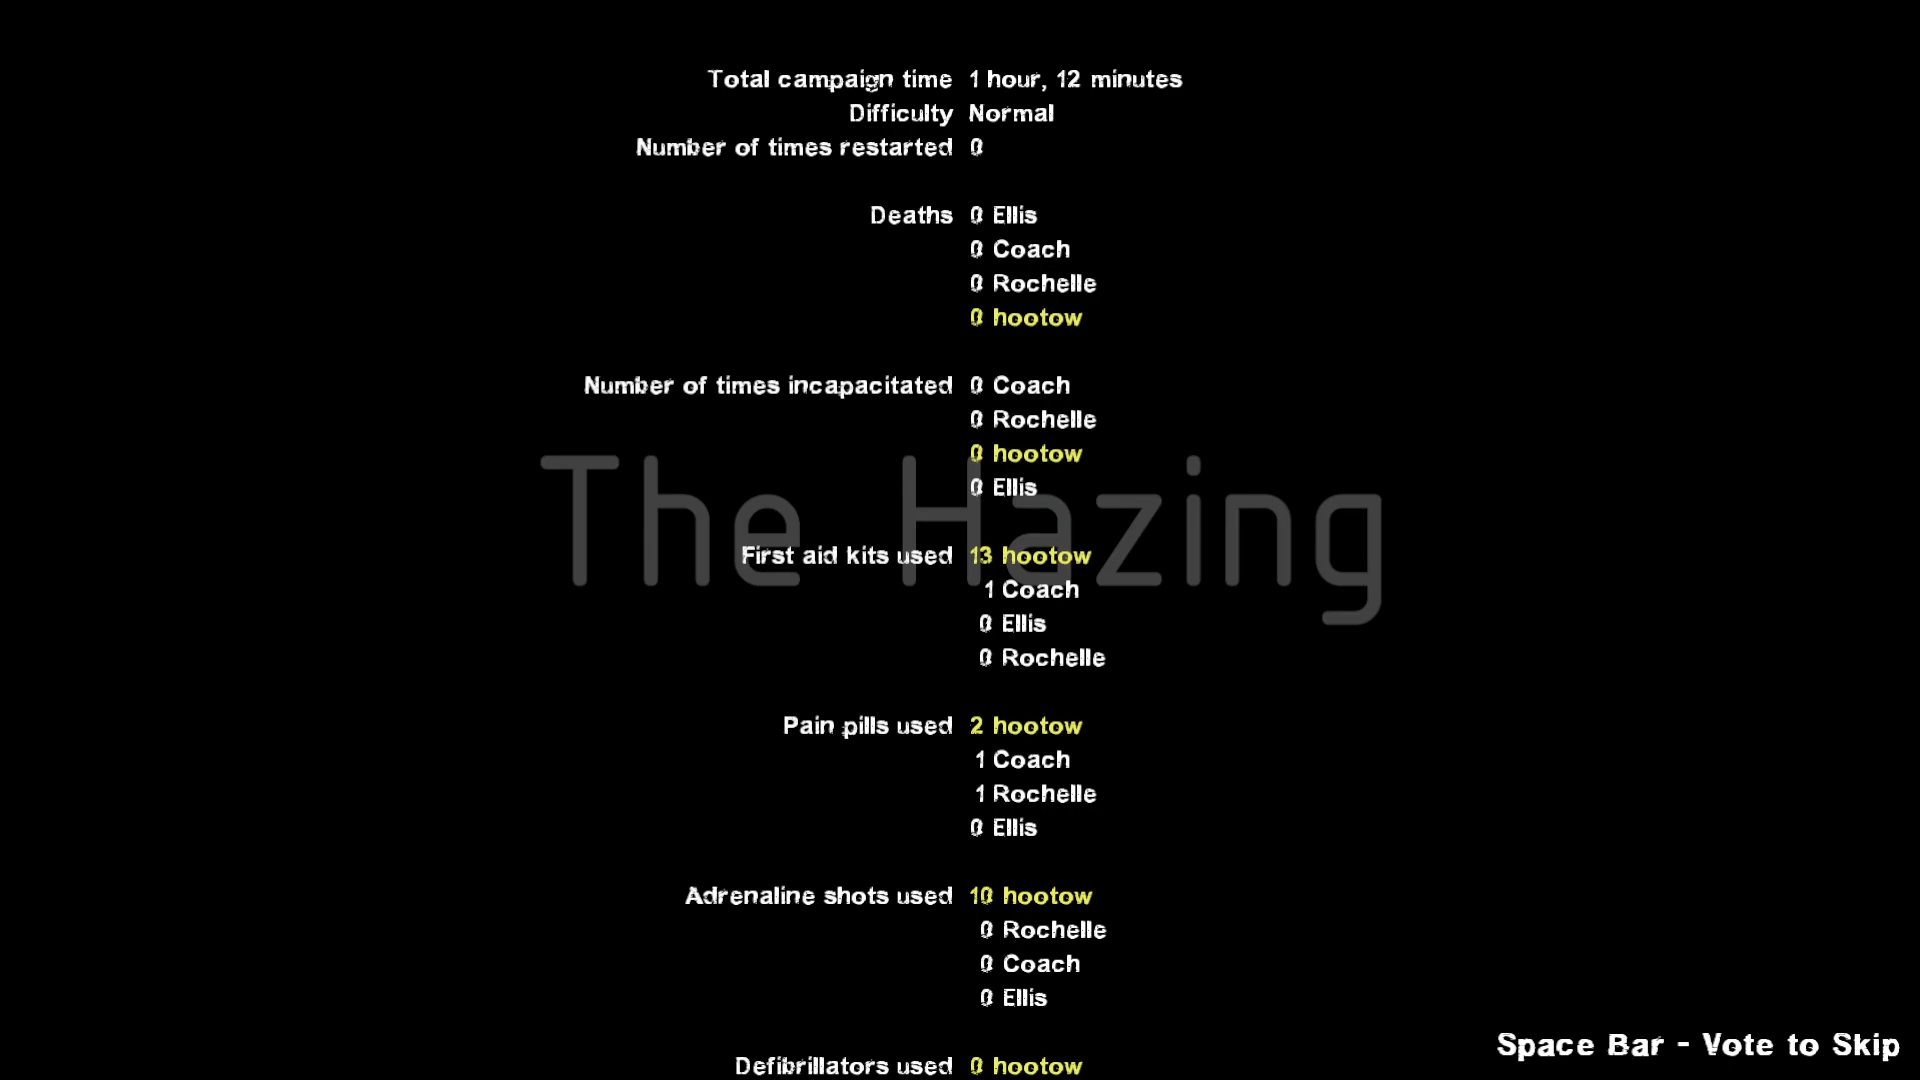 Total campaign time 1 hour, 12 minutes
Difficulty Normal
Number of times restarted 0
Deaths 0 Ellis
0 Coach
0 Rochelle
0 hootow
Number of times incapacitated 0 Coach
0 Rochelle
0 hootow
0 Ellis
The Hazing
First aid kits used 13 hootow
1 Coach
0 Ellis
0 Rochelle
Pain pills used 2 hootow
1 Coach
1 Rochelle
0 Ellis
Adrenaline shots used 10 hootow
0 Rochelle
0 Coach
0 Ellis
Space Bar - Vote to Skip
Defibrillators used 0 hootow